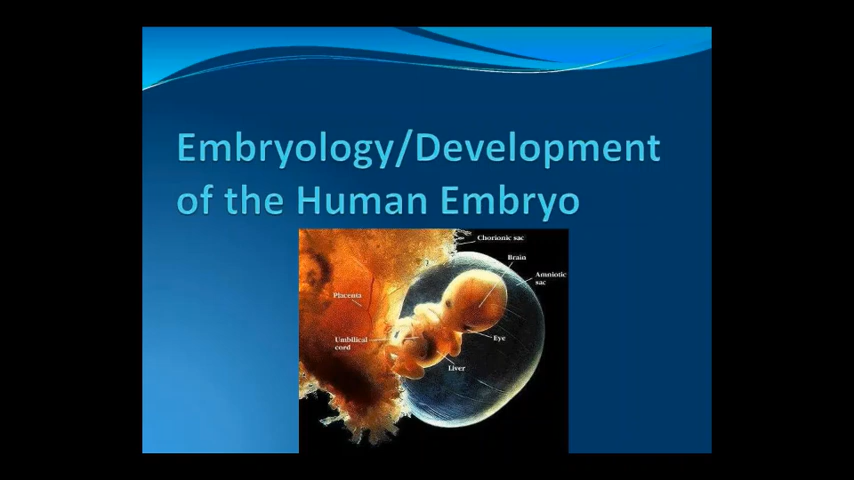 Embryology/Development
of the Human Embryo
Chorionic sac
Brain
Amniotic
sac
Placenta
Umbilical
cord
Eye
Liver